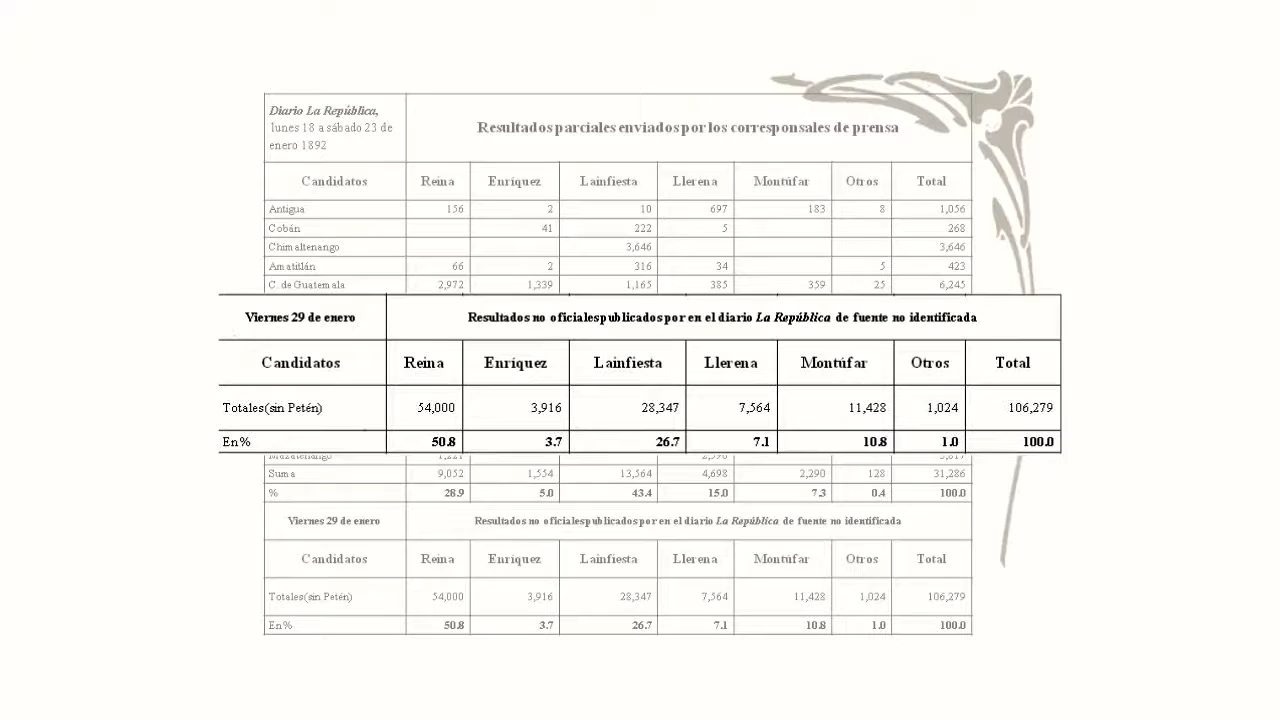 Diario La República,
lunes 18 a sábado 23 de
enero 1892
Resultados parciales enviados por los corresponsales de prensa
Candidatos Reina Enríquez Lainfiesta Llerena Montúfar Otros Total
Antigua 156 2 10 697 183 8 1,056
Cobán 41 222 5 268
Chimaltenango 3,646 3,646
Amatitlán 66 2 316 34 5 423
C. de Guatemala 2,972 1,339 1,165 385 359 25 6,245
Viernes 29 de enero Resultados no oficiales publicados por en el diario La República de fuente no identificada
Candidatos Reina Enríquez Lainfiesta Llerena Montúfar Otros Total
Totales (sin Petén) 54,000 3,916 28,347 7,564 11,428 1,024 106,279
En % 50.8 3.7 26.7 7.1 10.8 1.0 100.0
Suma 9,052 1,554 13,564 4,698 2,290 128 31,286
% 28.9 5.0 43.4 15.0 7.3 0.4 100.0
Viernes 29 de enero Resultados no oficiales publicados por en el diario La República de fuente no identificada
Candidatos Reina Enríquez Lainfiesta Llerena Montúfar Otros Total
Totales (sin Petén) 54,000 3,916 28,347 7,564 11,428 1,024 106,279
En % 50.8 3.7 26.7 7.1 10.8 1.0 100.0